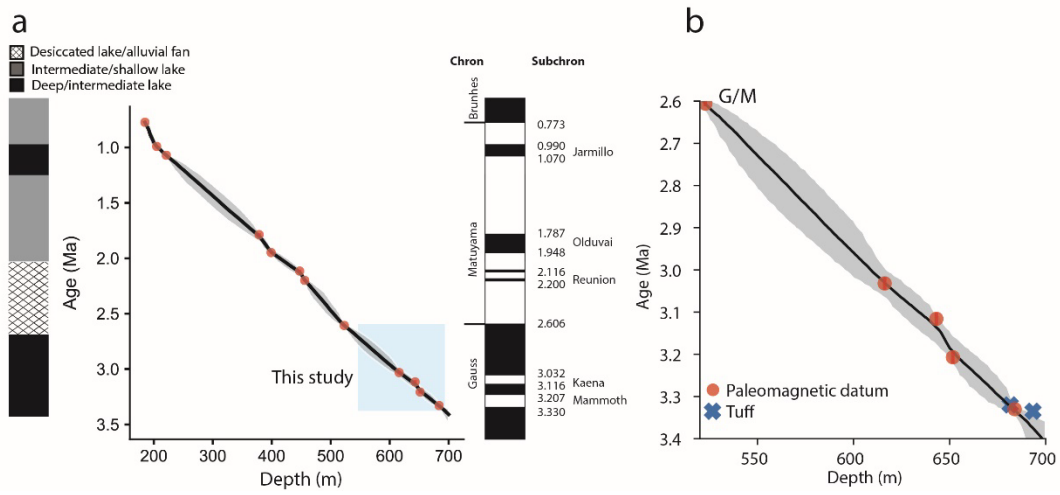 a
Desiccated lake/alluvial fan
Intermediate/shallow lake
Deep/intermediate lake
1.0
1.5
2.0
2.5
3.0
3.5
Age (Ma)
200
300
400
500
600
700
Depth (m)
This study
Chron
Subchron
Brunhes
Matuyama
Gauss
0.773
0.990
1.070
Jarmillo
1.787
Olduvai
1.948
2.116
Reunion
2.200
2.606
3.032
Kaena
3.116
3.207
Mammoth
3.330
b
G/M
2.6
2.7
2.8
2.9
3.0
3.1
3.2
3.3
3.4
Age (Ma)
Paleomagnetic datum
Tuff
550
600
650
700
Depth (m)